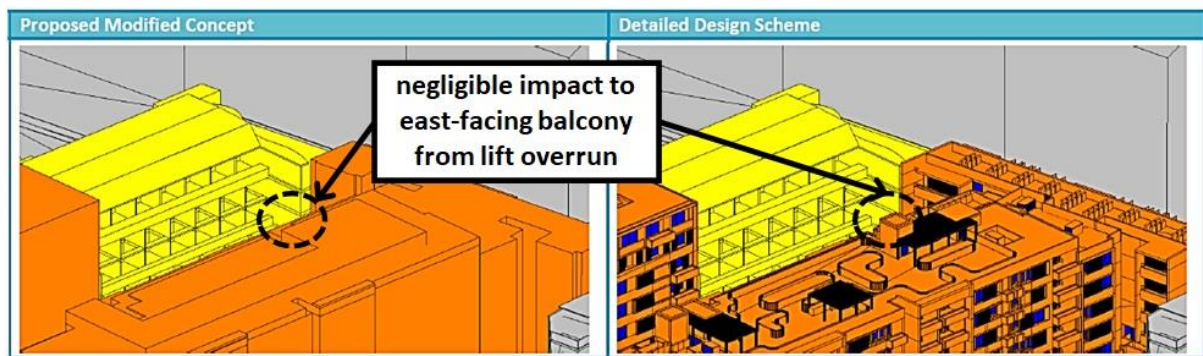 Proposed Modified Concept
Detailed Design Scheme
negligible impact to
east-facing balcony
from lift overrun